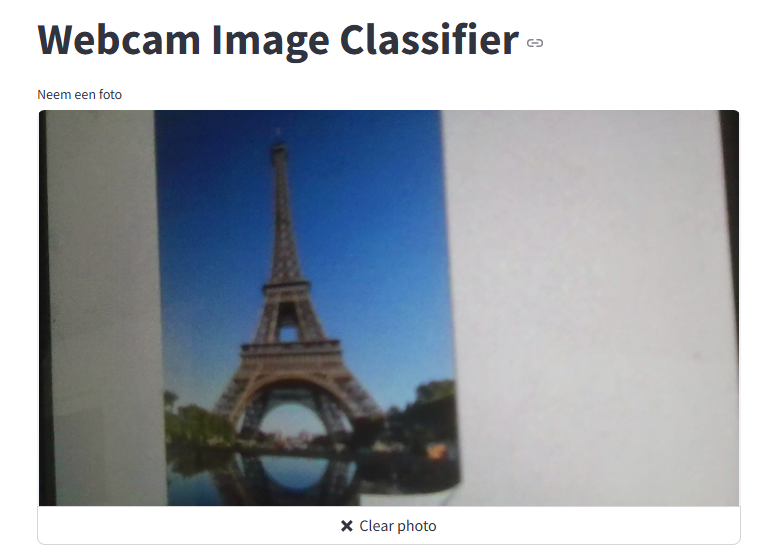 Webcam Image Classifier
Neem een foto
Clear photo